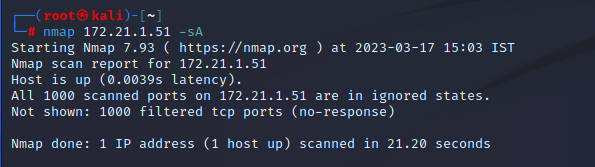 ┌──(root㉿kali)-[~]
└─# nmap 172.21.1.51 -sA
Starting Nmap 7.93 ( https://nmap.org ) at 2023-03-17 15:03 IST
Nmap scan report for 172.21.1.51
Host is up (0.0039s latency).
All 1000 scanned ports on 172.21.1.51 are in ignored states.
Not shown: 1000 filtered tcp ports (no-response)

Nmap done: 1 IP address (1 host up) scanned in 21.20 seconds